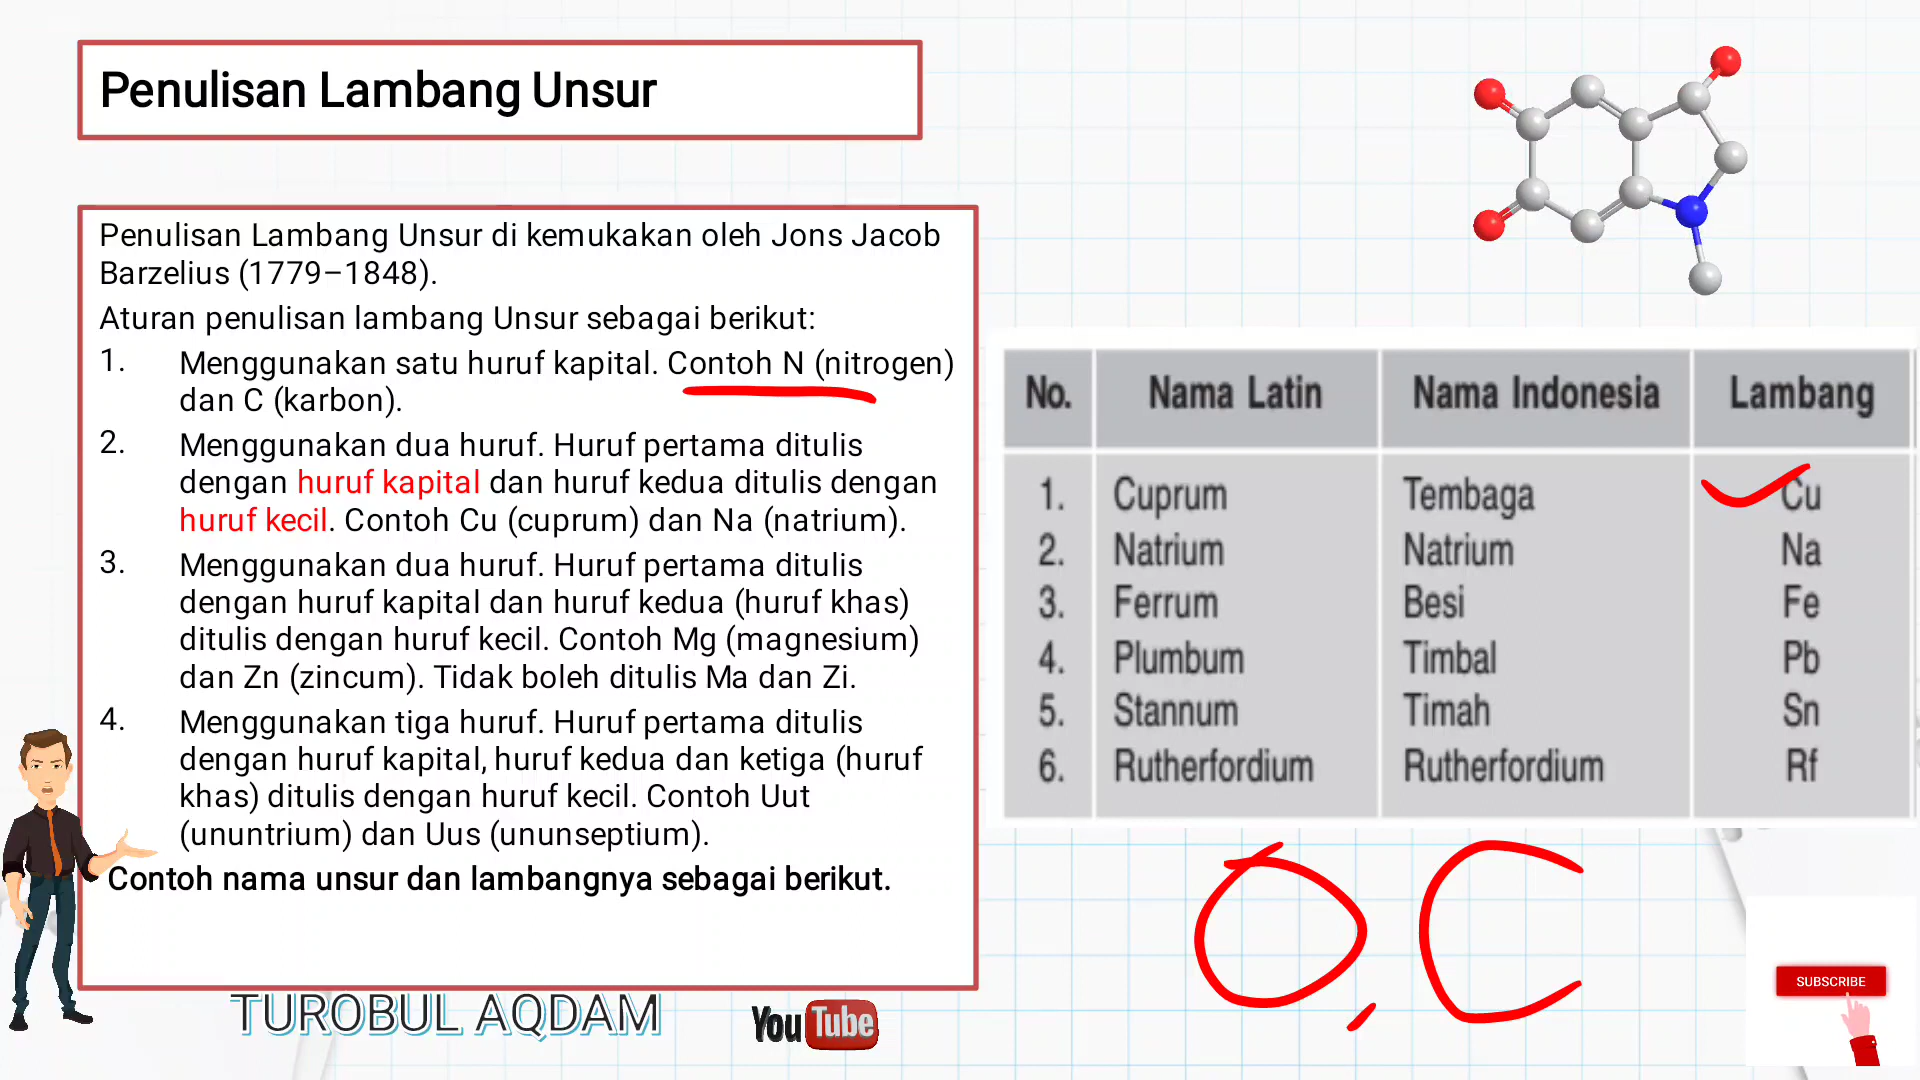 Penulisan Lambang Unsur
Penulisan Lambang Unsur di kemukakan oleh Jons Jacob
Barzelius (1779–1848).
Aturan penulisan lambang Unsur sebagai berikut:
1. Menggunakan satu huruf kapital. Contoh N (nitrogen)
dan C (karbon).
2. Menggunakan dua huruf. Huruf pertama ditulis
dengan huruf kapital dan huruf kedua ditulis dengan
huruf kecil. Contoh Cu (cuprum) dan Na (natrium).
3. Menggunakan dua huruf. Huruf pertama ditulis
dengan huruf kapital dan huruf kedua (huruf khas)
ditulis dengan huruf kecil. Contoh Mg (magnesium)
dan Zn (zincum). Tidak boleh ditulis Ma dan Zi.
4. Menggunakan tiga huruf. Huruf pertama ditulis
dengan huruf kapital, huruf kedua dan ketiga (huruf
khas) ditulis dengan huruf kecil. Contoh Uut
(ununtrium) dan Uus (ununseptium).
Contoh nama unsur dan lambangnya sebagai berikut.
No. Nama Latin Nama Indonesia Lambang
1. Cuprum Tembaga Cu
2. Natrium Natrium Na
3. Ferrum Besi Fe
4. Plumbum Timbal Pb
5. Stannum Timah Sn
6. Rutherfordium Rutherfordium Rf
O, C
SUBSCRIBE
TUROBUL AQDAM
YouTube